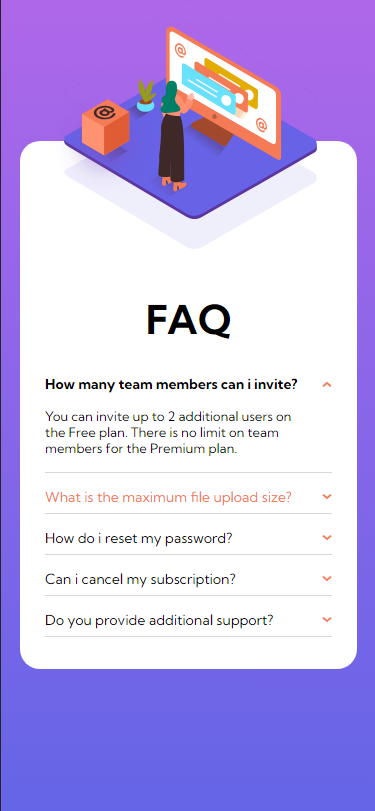 @
@
@
FAQ
How many team members can i invite?
You can invite up to 2 additional users on
the Free plan. There is no limit on team
members for the Premium plan.
What is the maximum file upload size?
How do i reset my password?
Can i cancel my subscription?
Do you provide additional support?